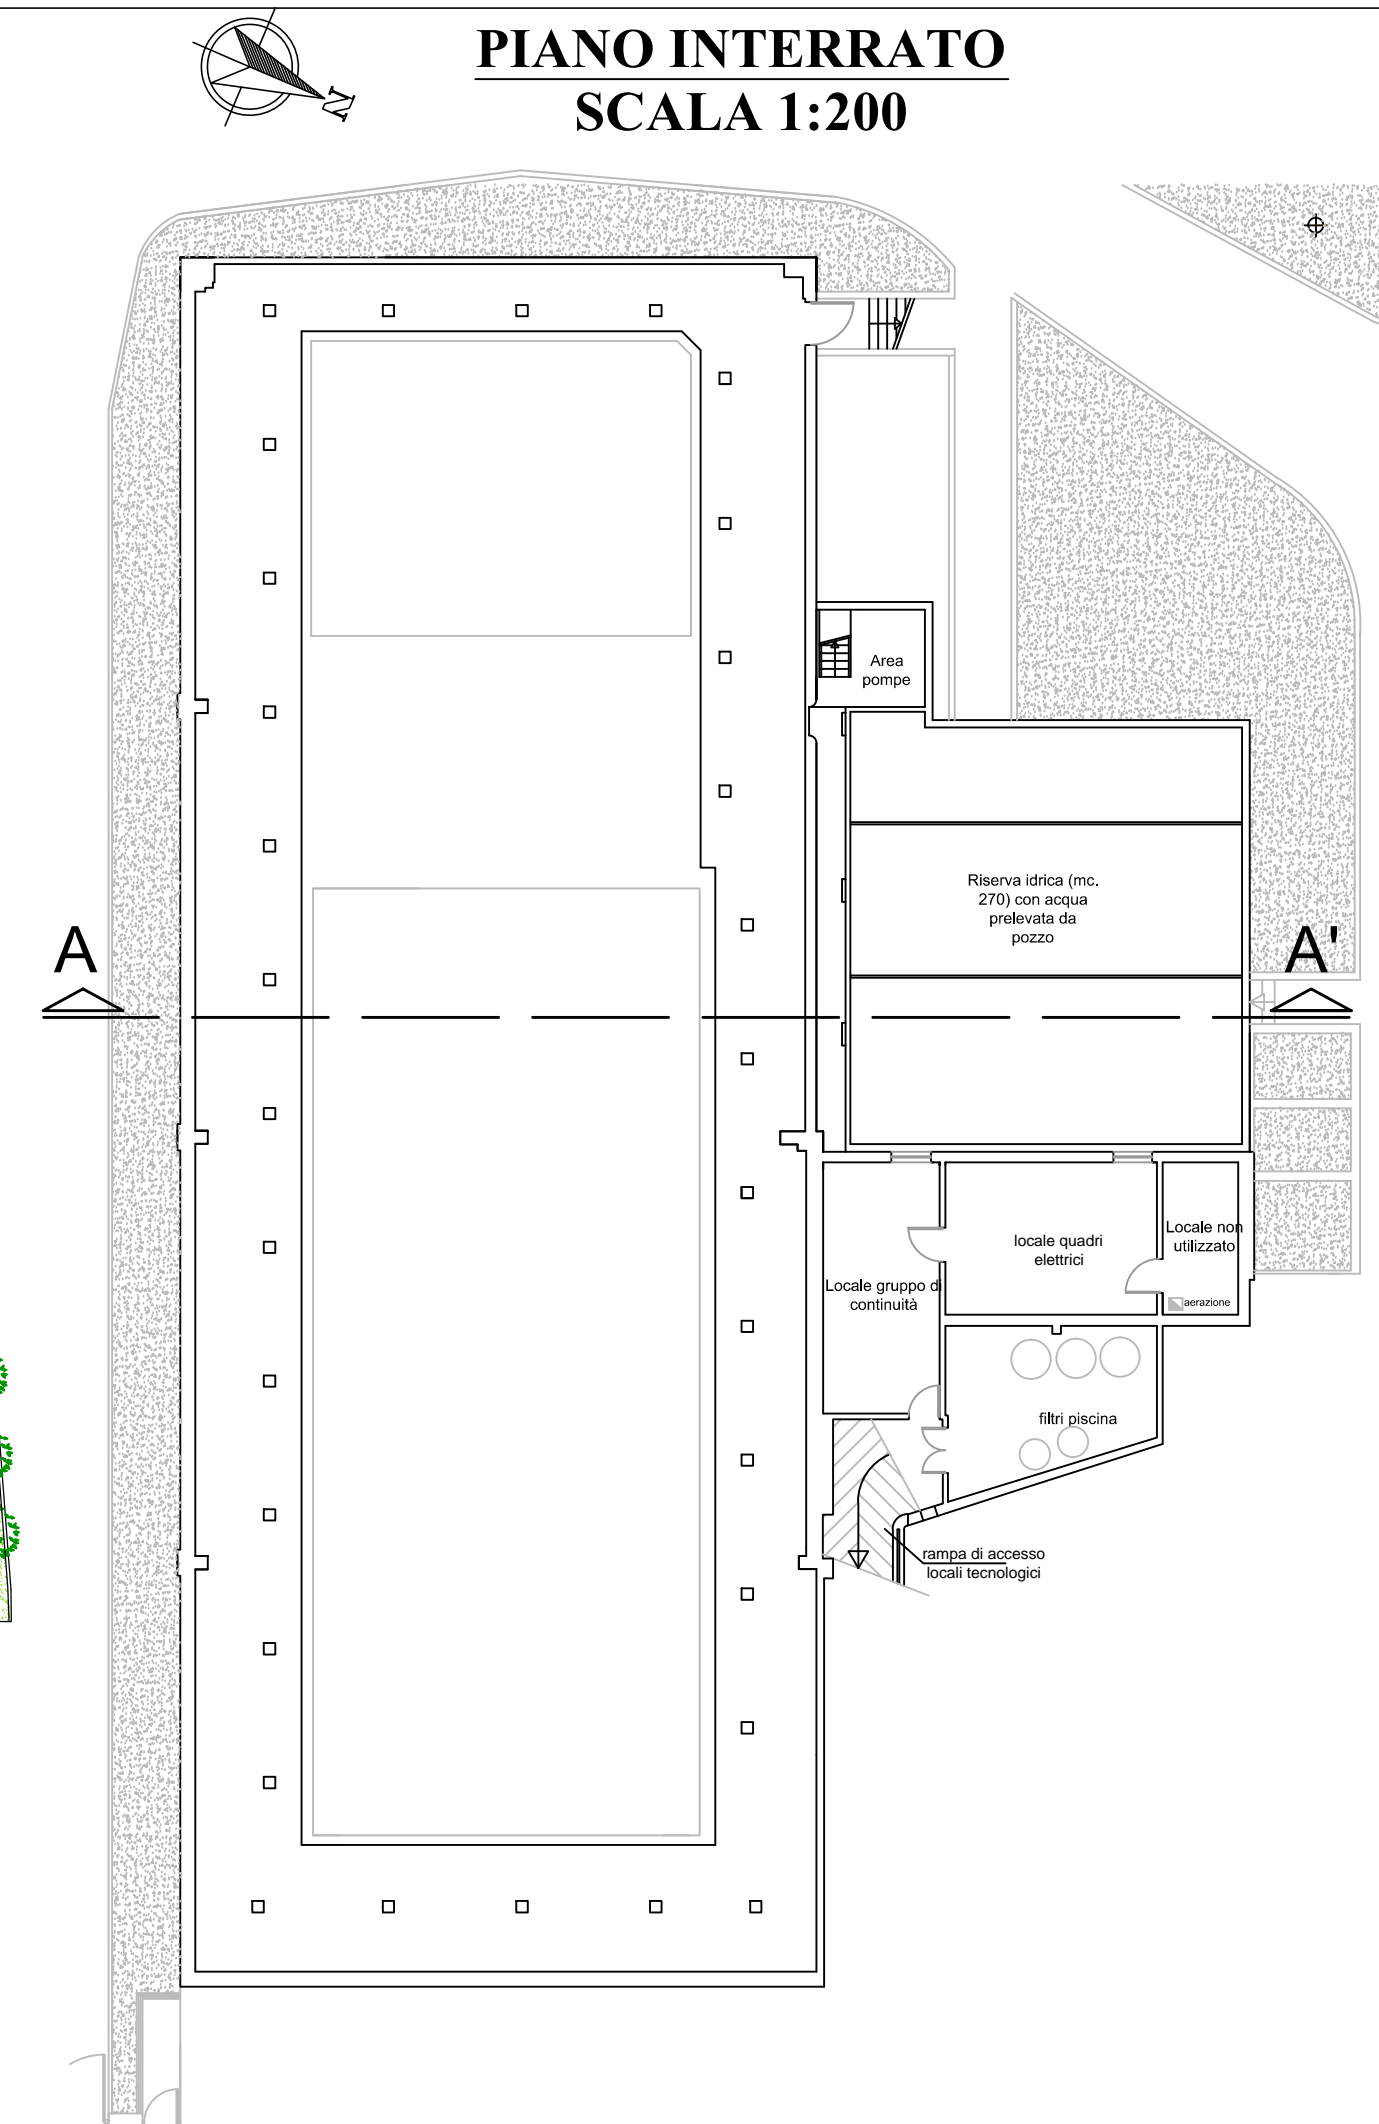 PIANO INTERRATO
SCALA 1:200
N
Area
pompe
Riserva idrica (mc.
270) con acqua
prelevata da
pozzo
A
A'
Locale non
utilizzato
locale quadri
elettrici
Locale gruppo di
continuità
aerazione
filtri piscina
rampa di accesso
locali tecnologici